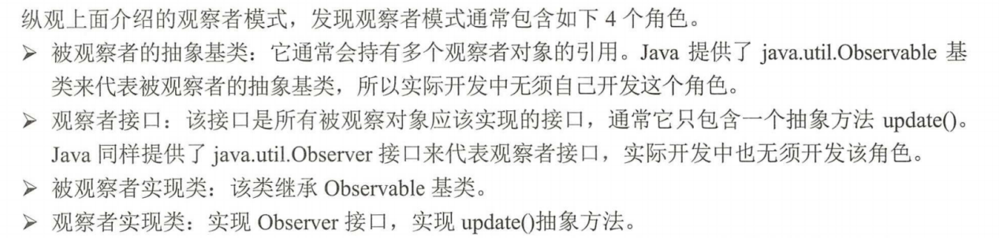 纵观上面介绍的观察者模式，发现观察者模式通常包含如下 4 个角色。
➢ 被观察者的抽象基类：它通常会持有多个观察者对象的引用。Java 提供了 java.util.Observable 基
类来代表被观察者的抽象基类，所以实际开发中无须自己开发这个角色。
➢ 观察者接口：该接口是所有被观察对象应该实现的接口，通常它只包含一个抽象方法 update()。
Java 同样提供了 java.util.Observer 接口来代表观察者接口，实际开发中也无须开发该角色。
➢ 被观察者实现类：该类继承 Observable 基类。
➢ 观察者实现类：实现 Observer 接口，实现 update()抽象方法。